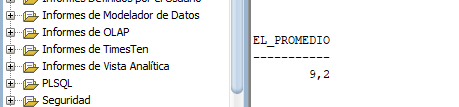 Informes de Modelador de Datos
Informes de OLAP
Informes de TimesTen
Informes de Vista Analítica
PLSQL
Seguridad
EL_PROMEDIO
-----------
9,2